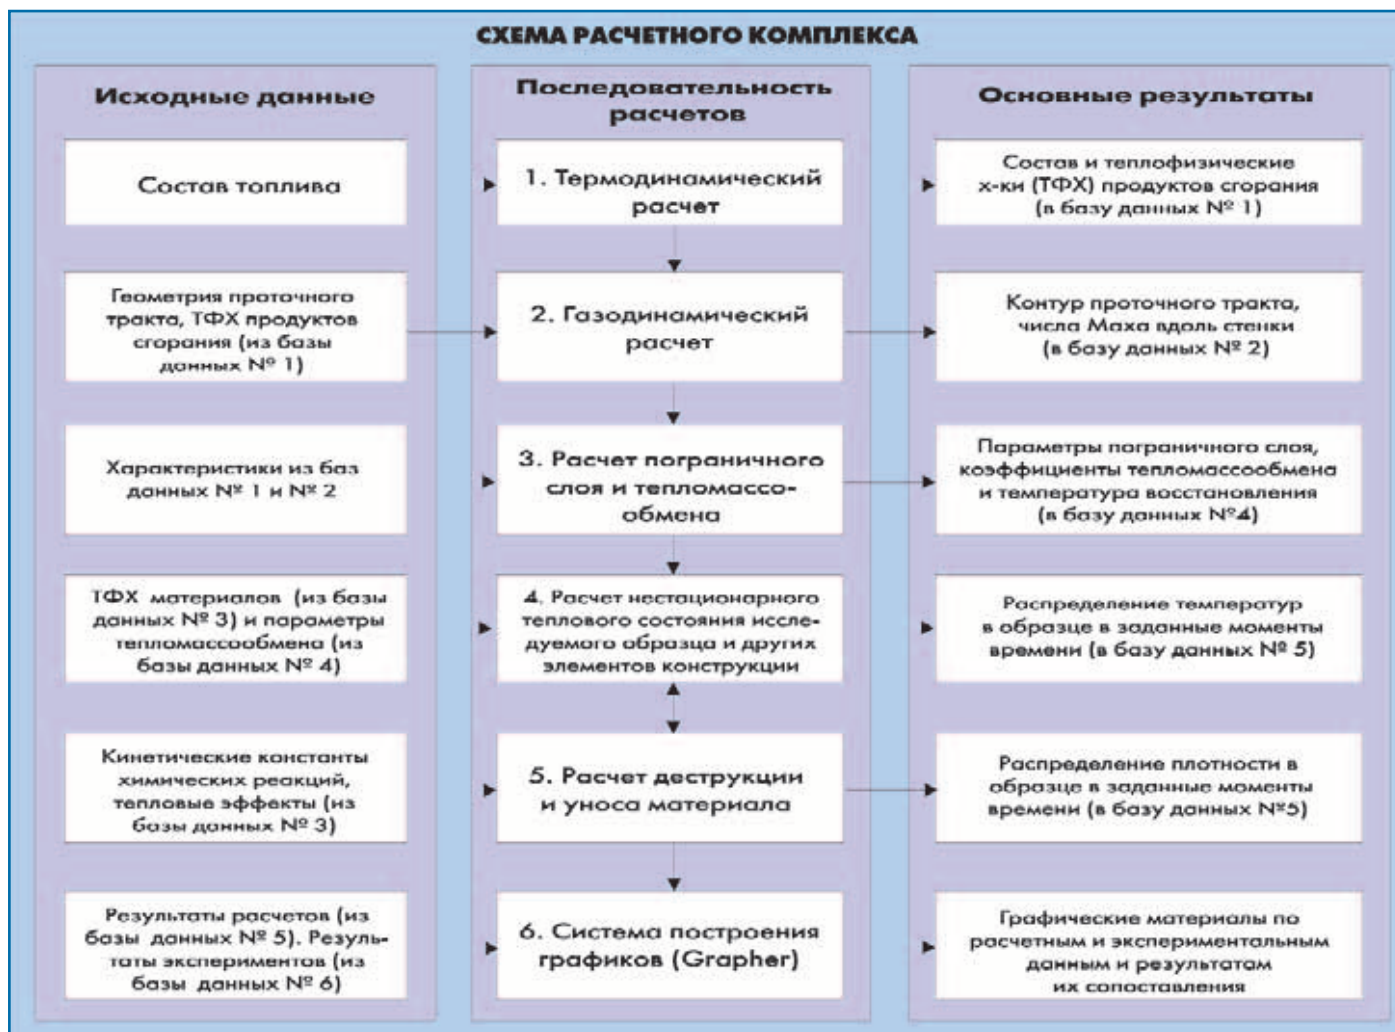 СХЕМА РАСЧЕТНОГО КОМПЛЕКСА
Исходные данные
Состав топлива
Геометрия проточного
тракта, ТФХ продуктов
сгорания (из базы
данных № 1)
Характеристики из баз
данных № 1 и № 2
ТФХ материалов (из базы
данных № 3) и параметры
тепломассообмена (из
базы данных № 4)
Кинетические константы
химических реакций,
тепловые эффекты (из
базы данных № 3)
Результаты расчетов (из
базы данных № 5). Резуль-
таты экспериментов (из
базы данных № 6)
Последовательность
расчетов
1. Термодинамический
расчет
2. Газодинамический
расчет
3. Расчет пограничного
слоя и тепломассо-
обмена
4. Расчет нестационарного
теплового состояния иссле-
дуемого образца и других
элементов конструкции
5. Расчет деструкции
и уноса материала
6. Система построения
графиков (Grapher)
Основные результаты
Состав и теплофизические
х-ки (ТФХ) продуктов сгорания
(в базу данных № 1)
Контур проточного тракта,
числа Маха вдоль стенки
(в базу данных № 2)
Параметры пограничного слоя,
коэффициенты тепломассообмена
и температура восстановления
(в базу данных №4)
Распределение температур
в образце в заданные моменты
времени (в базу данных № 5)
Распределение плотности в
образце в заданные моменты
времени (в базу данных №5)
Графические материалы по
расчетным и экспериментальным
данным и результатам
их сопоставления